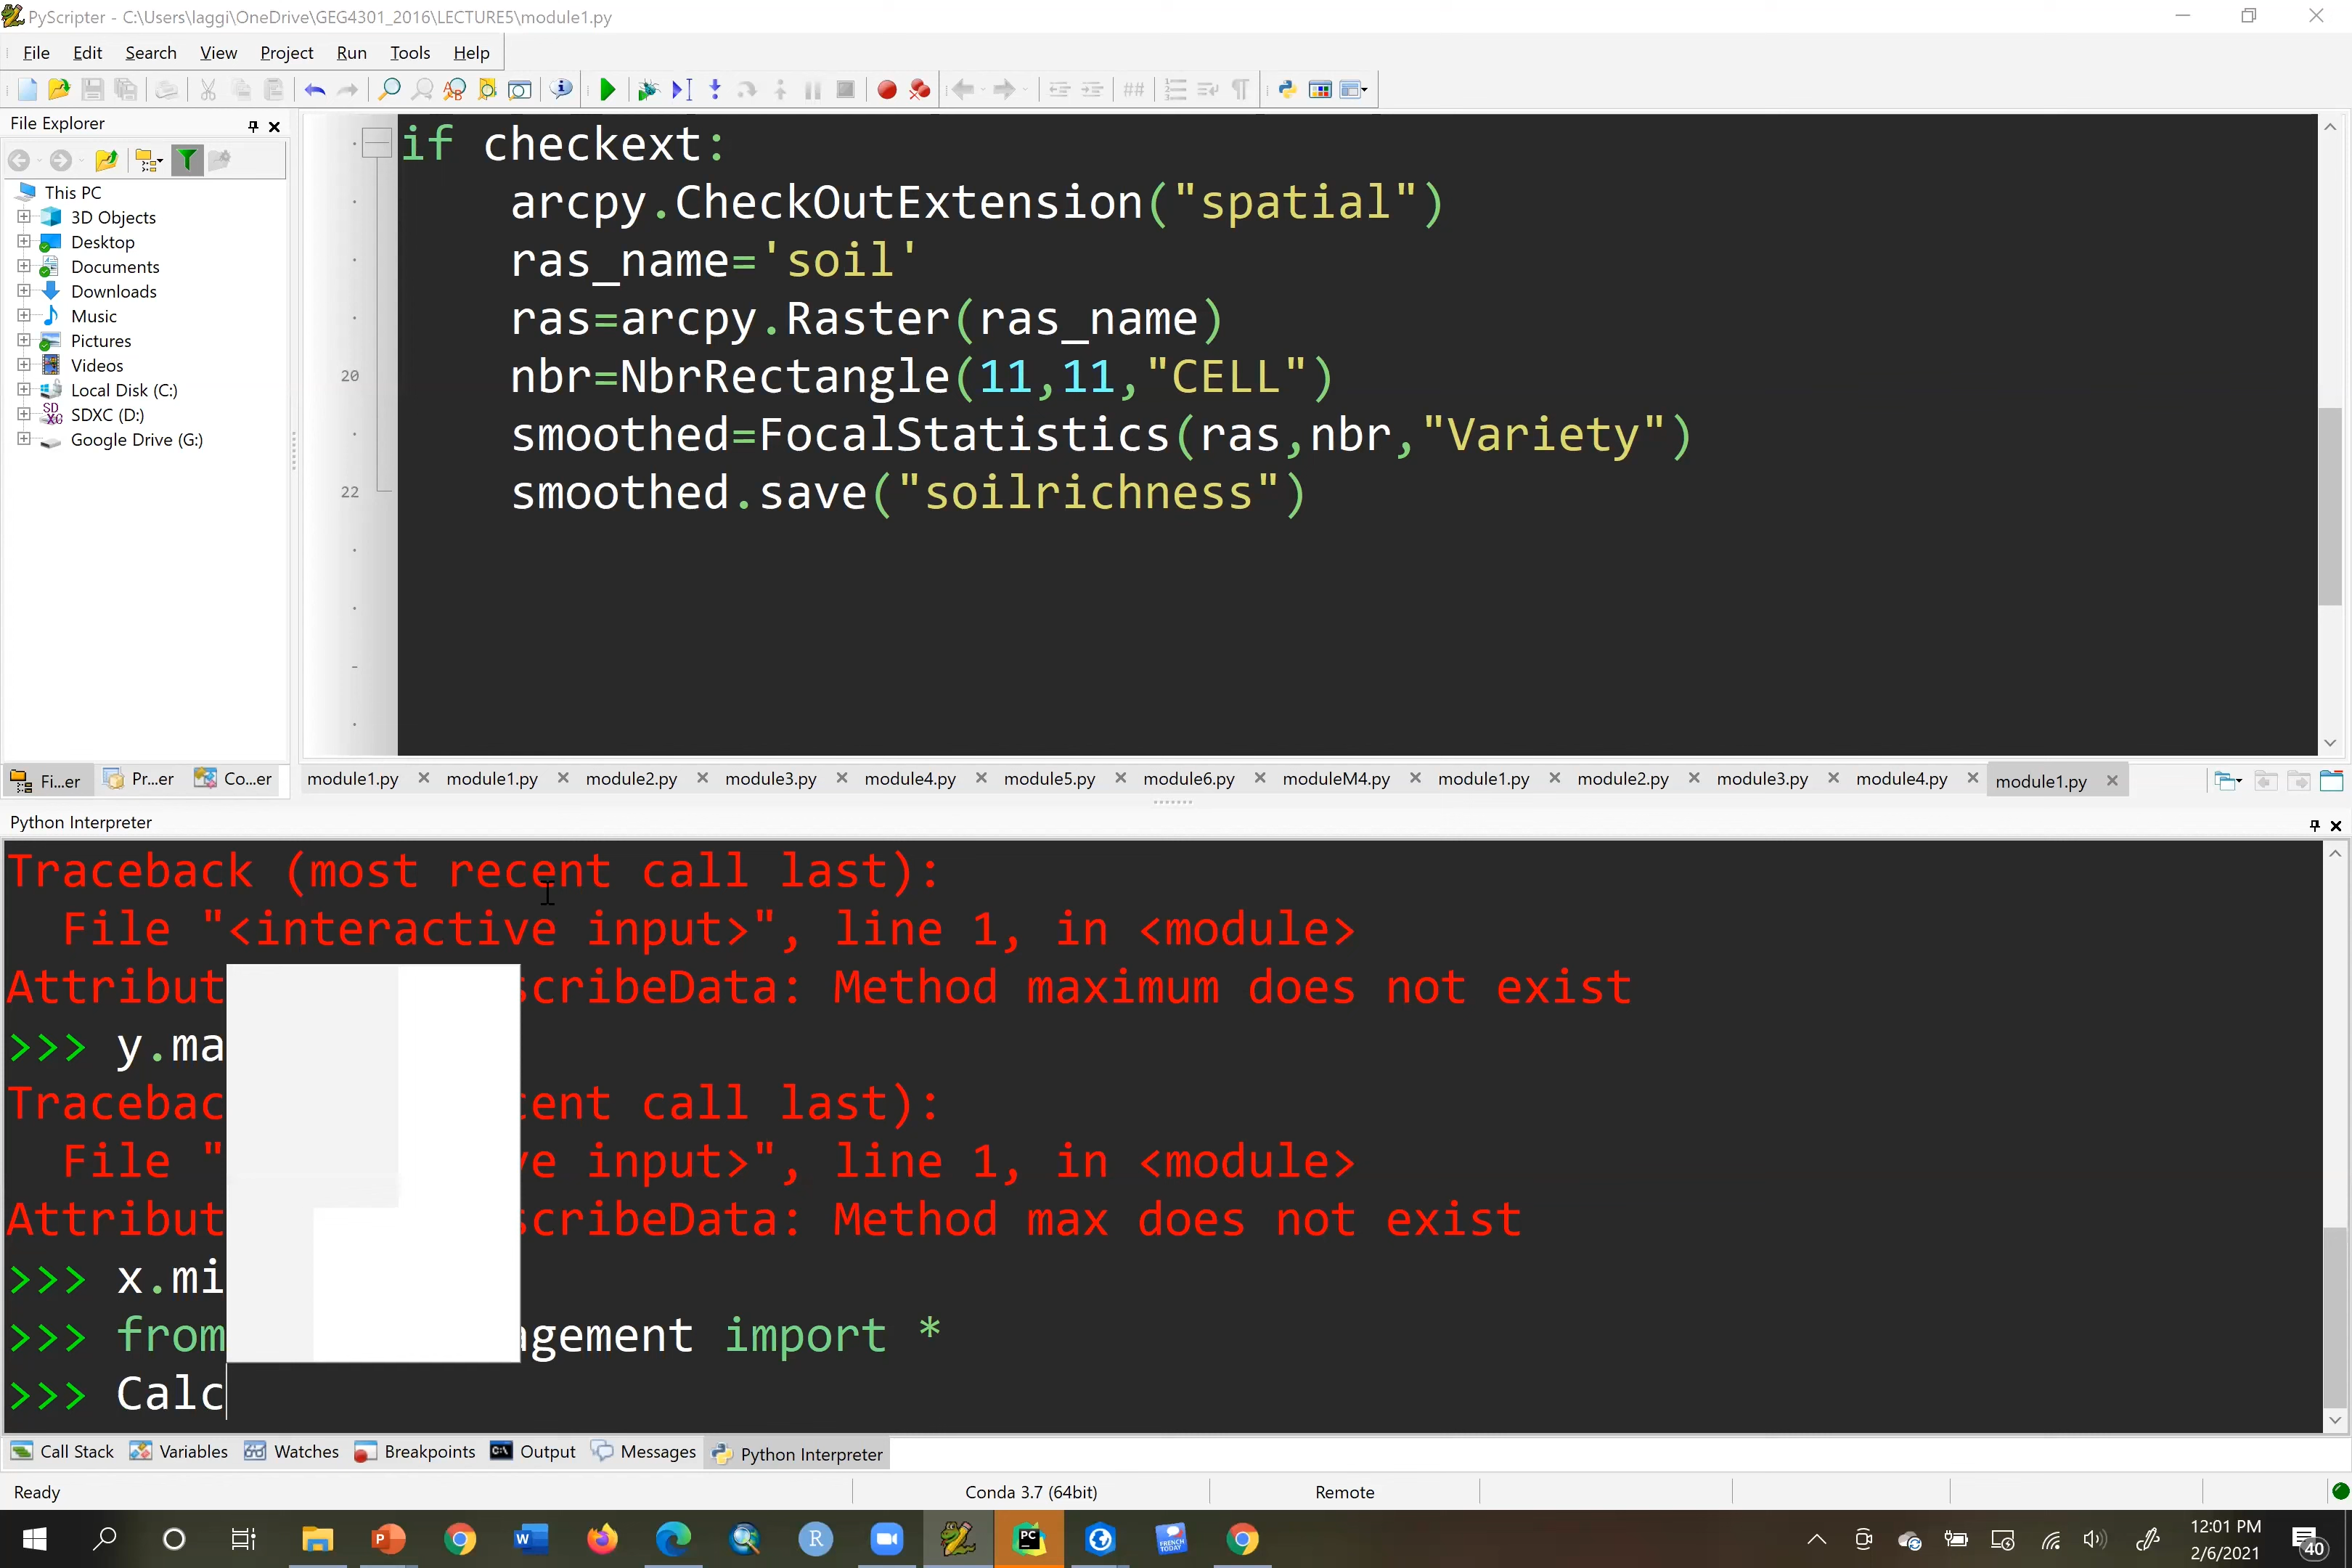 PyScripter - C:\Users\laggi\OneDrive\GEG4301_2016\LECTURE5\module1.py
File Edit Search View Project Run Tools Help
File Explorer
This PC
3D Objects
Desktop
Documents
Downloads
Music
Pictures
Videos
Local Disk (C:)
SDXC (D:)
Google Drive (G:)
Fi...er Pr...er Co...er
if checkext:
arcpy.CheckOutExtension("spatial")
ras_name='soil'
ras=arcpy.Raster(ras_name)
20 nbr=NbrRectangle(11,11,"CELL")
smoothed=FocalStatistics(ras,nbr,"Variety")
22 smoothed.save("soilrichness")
module1.py module1.py module2.py module3.py module4.py module5.py module6.py moduleM4.py module1.py module2.py module3.py module4.py module1.py
Python Interpreter
Traceback (most recent call last):
File "<interactive input>", line 1, in <module>
Attribut scribeData: Method maximum does not exist
>>> y.ma
Tracebac cent call last):
File " ve input>", line 1, in <module>
Attribut scribeData: Method max does not exist
>>> x.mi
>>> from agement import *
>>> Calc
Call Stack Variables Watches Breakpoints Output Messages Python Interpreter
Ready Conda 3.7 (64bit) Remote
12:01 PM
2/6/2021
40